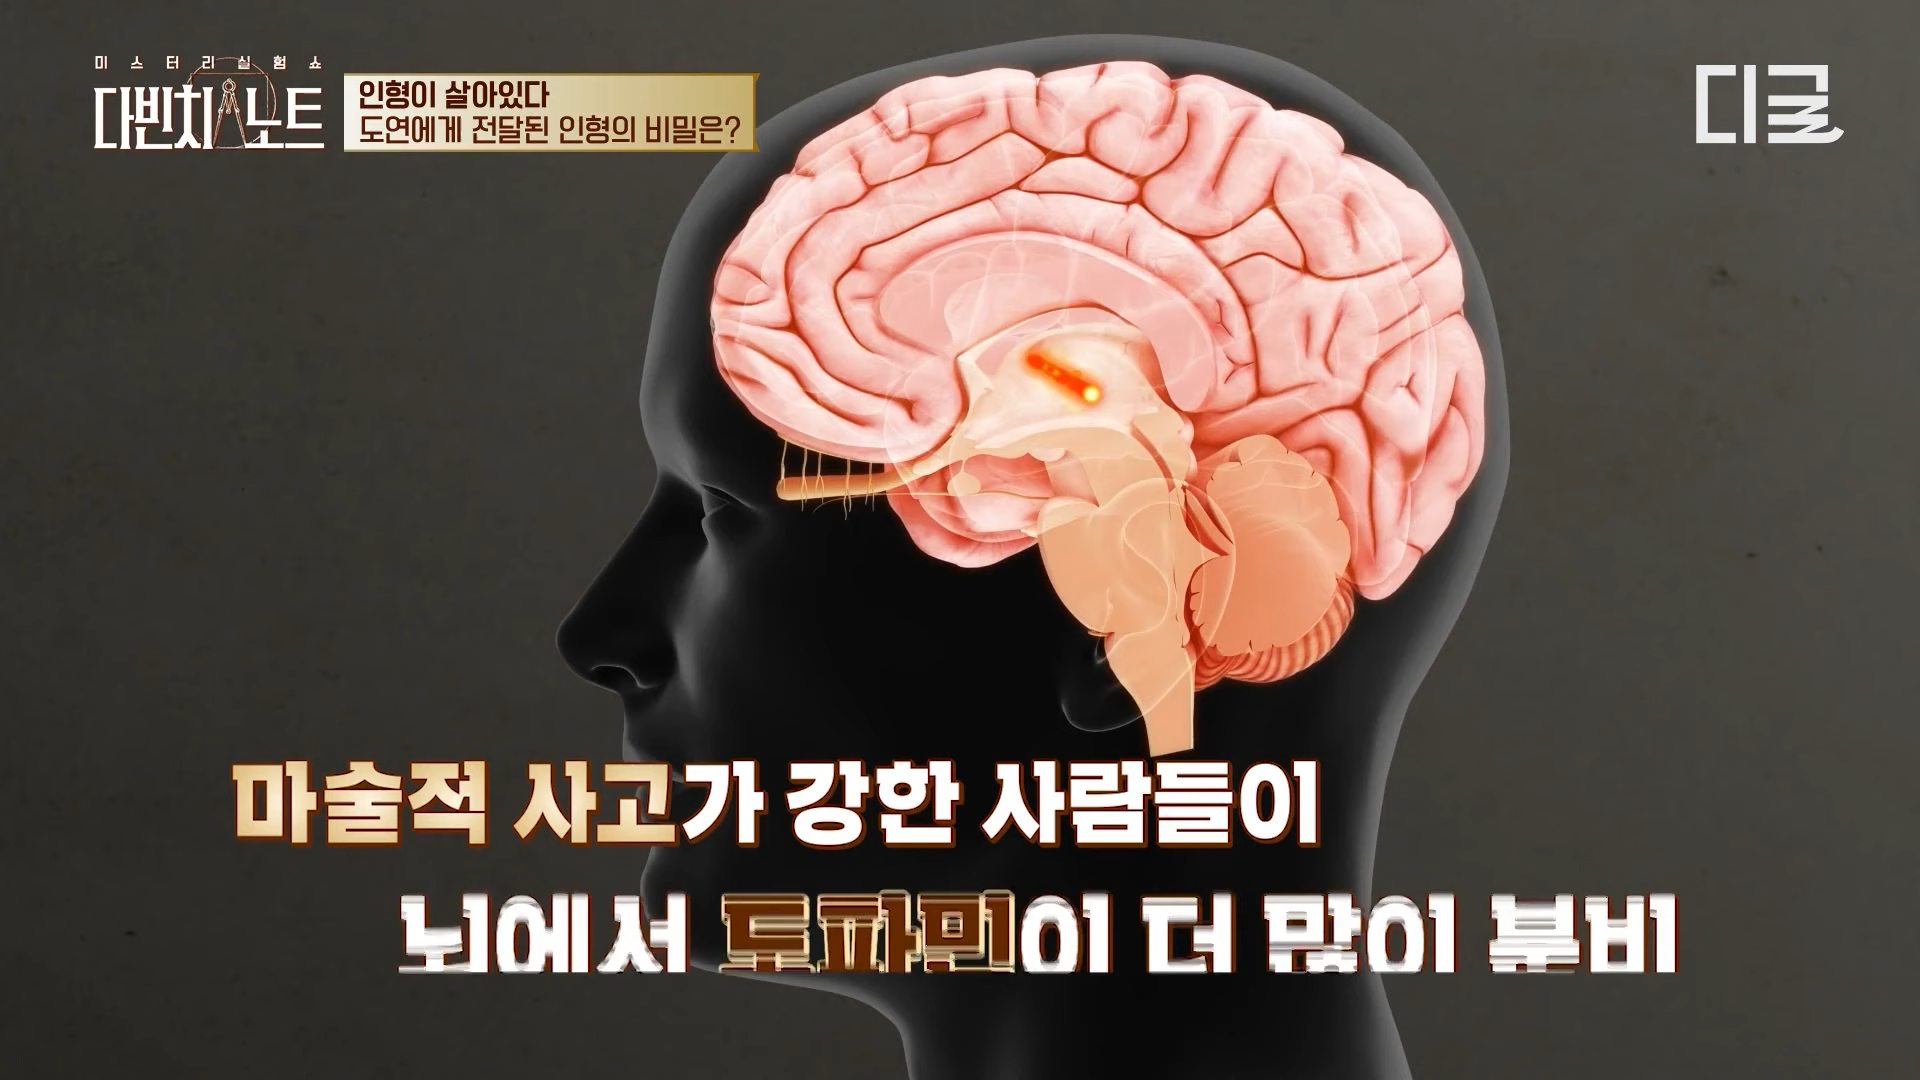 미스터리실험쇼
다빈치노트
인형이 살아있다
도연에게 전달된 인형의 비밀은?
디글
마술적 사고가 강한 사람들이
뇌에서 도파민이 더 많이 분비